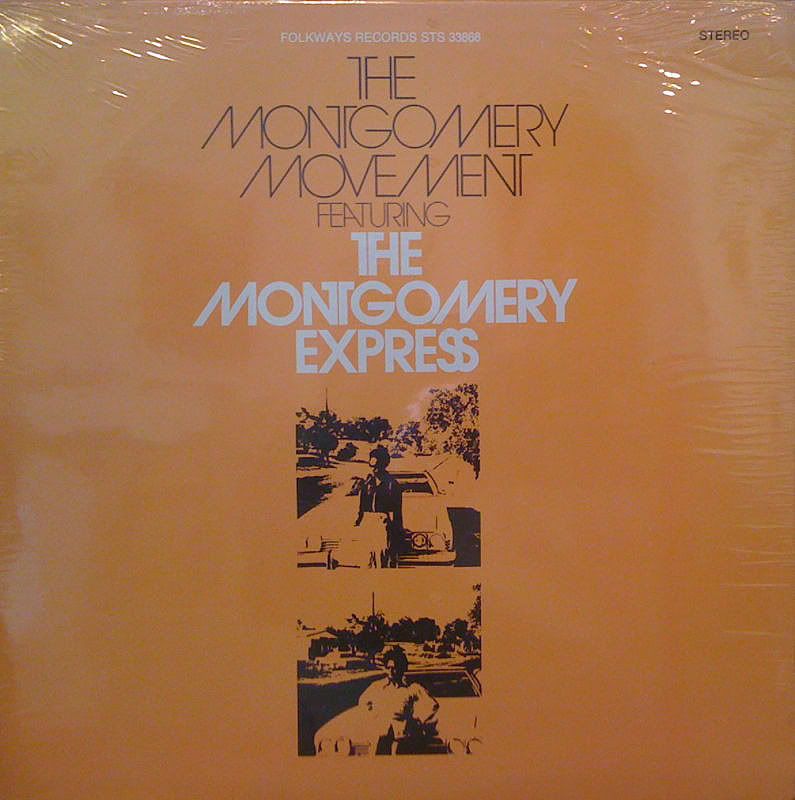 FOLKWAYS RECORDS STS 33868
STEREO
THE
MONTGOMERY
MOVEMENT
FEATURING
THE
MONTGOMERY
EXPRESS